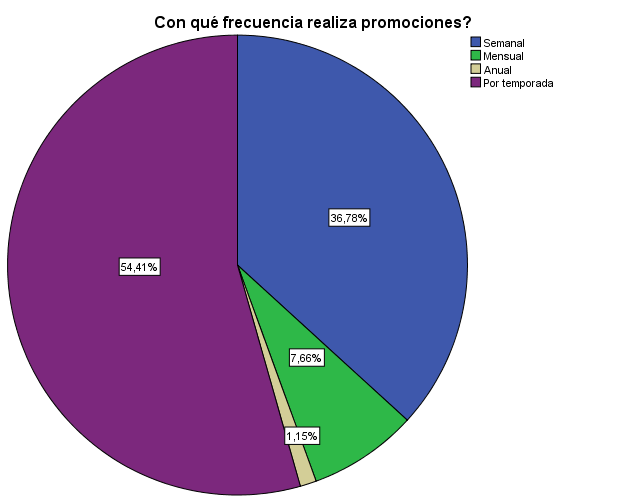 Con qué frecuencia realiza promociones?
Semanal
Mensual
Anual
Por temporada
36,78%
54,41%
7,66%
1,15%